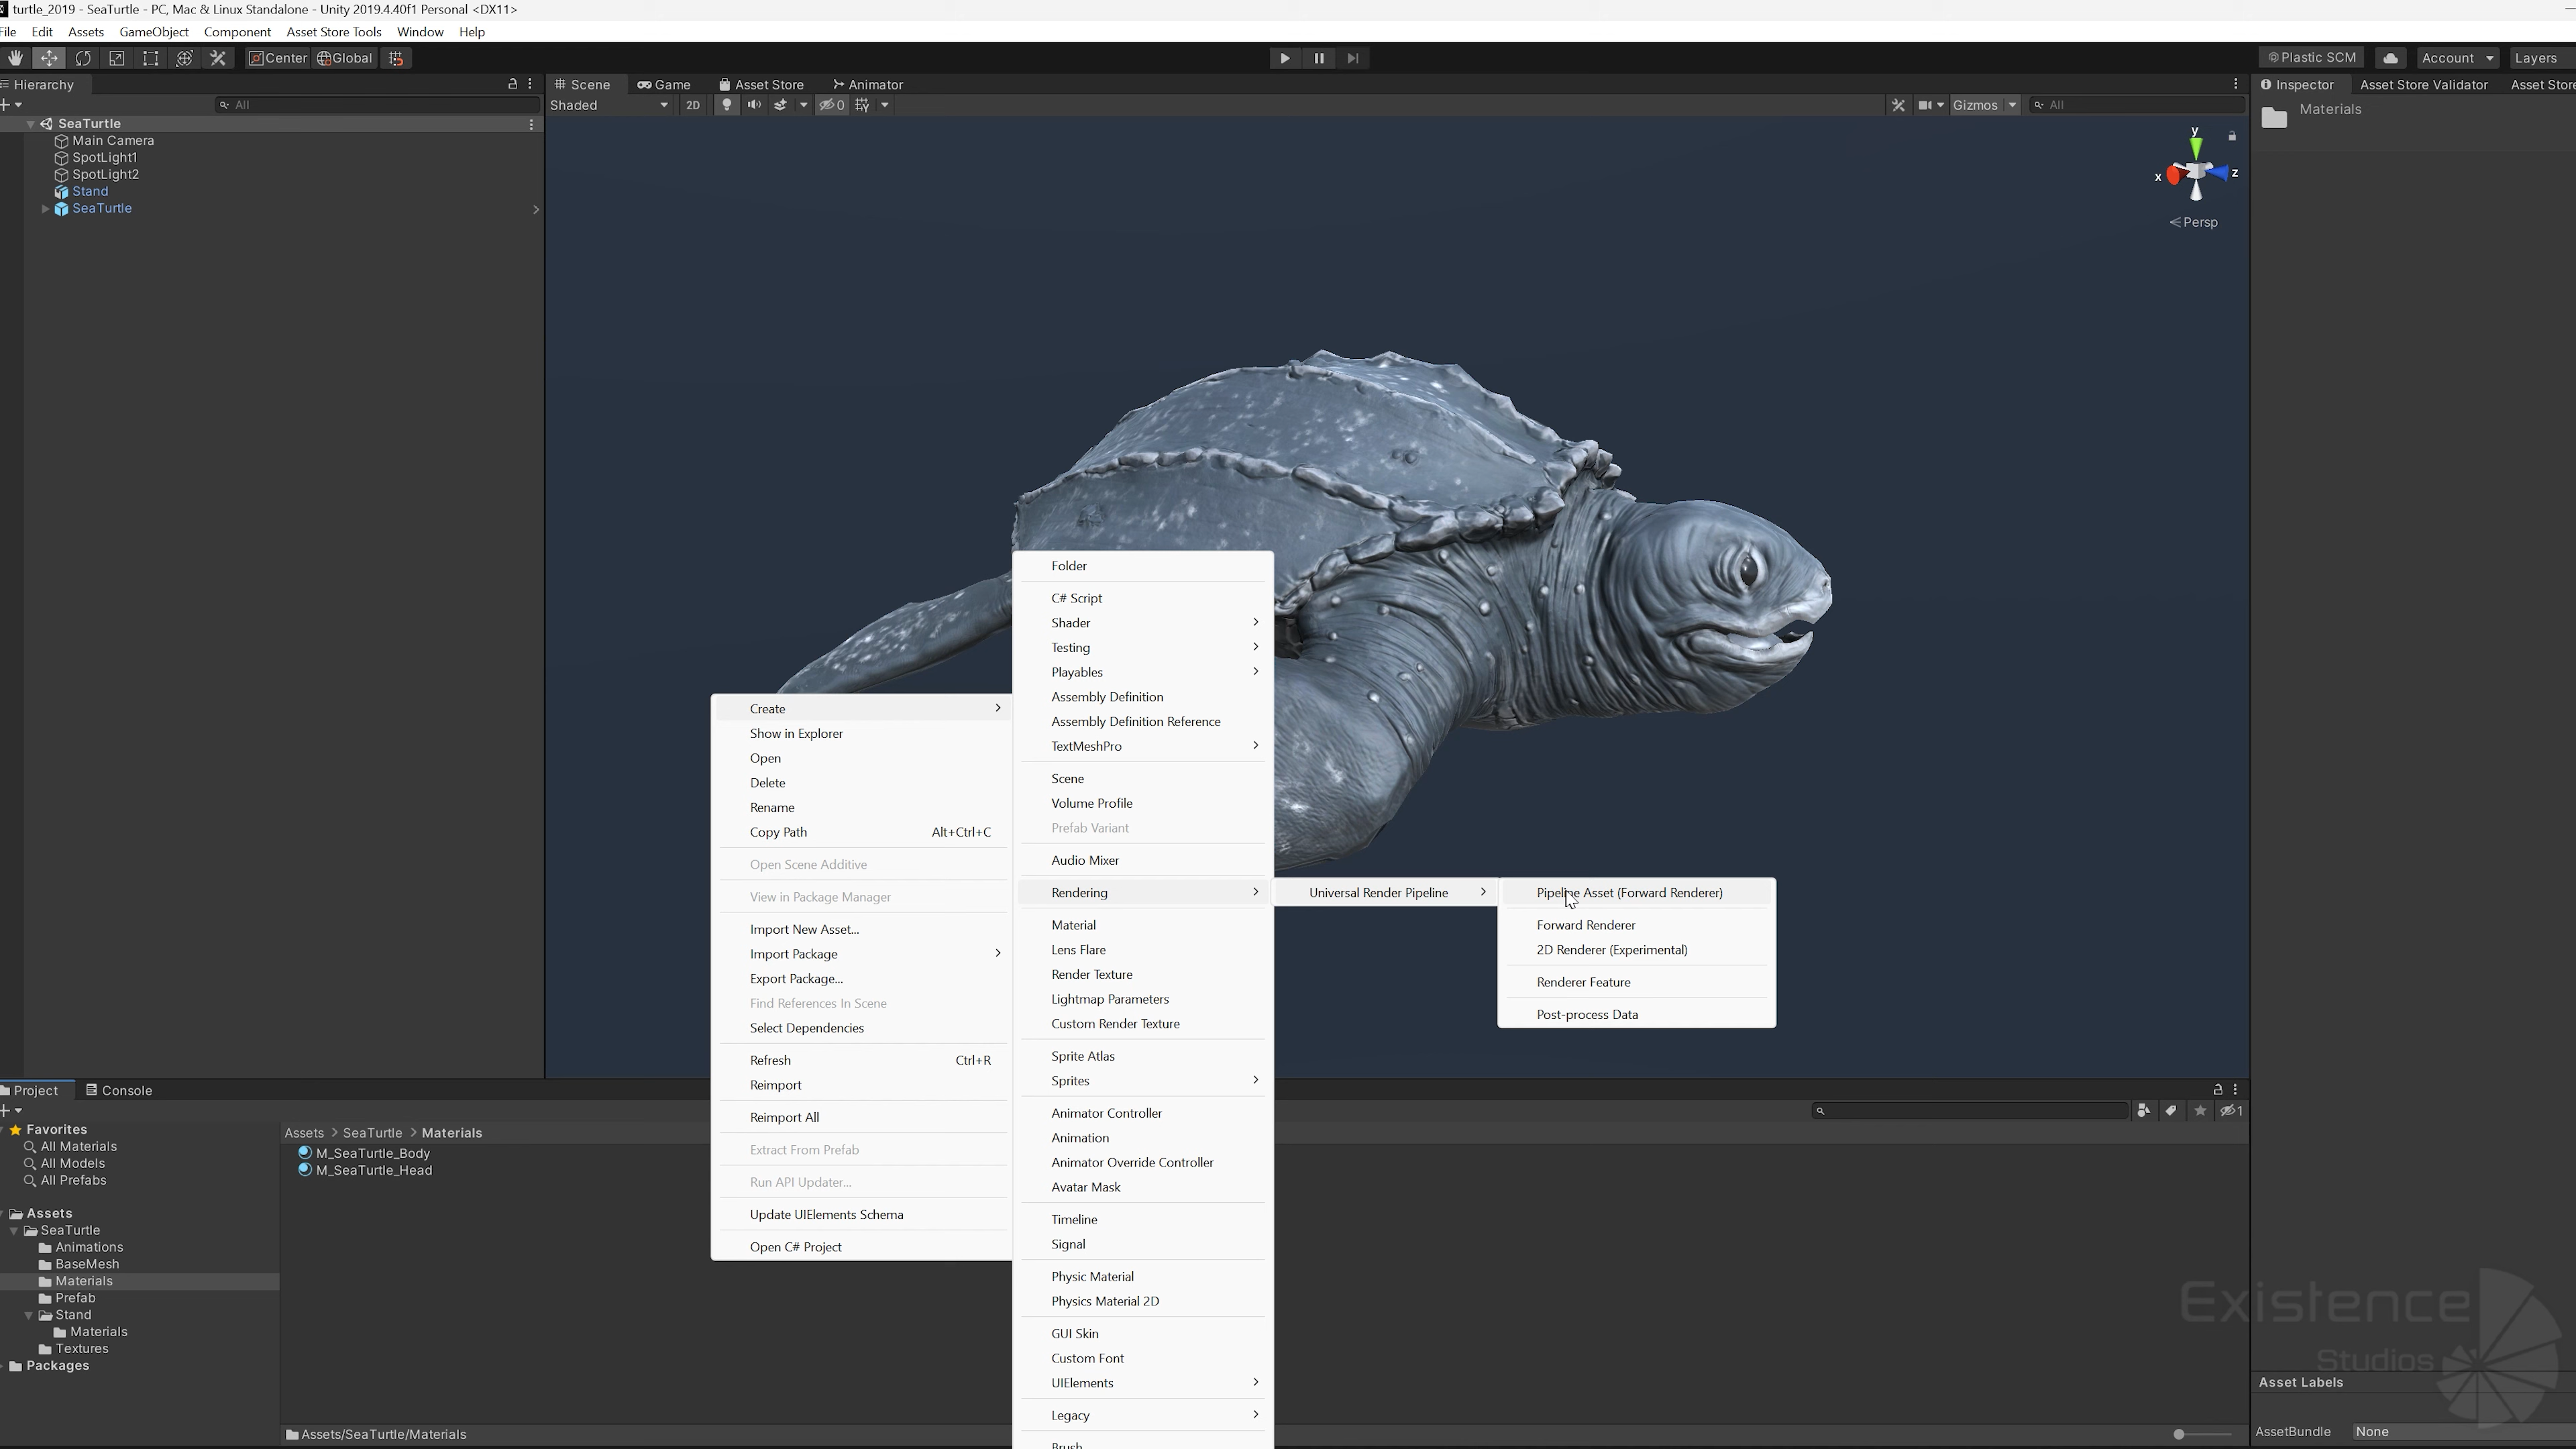 turtle_2019 - SeaTurtle - PC, Mac & Linux Standalone - Unity 2019.4.40f1 Personal <DX11>
File Edit Assets GameObject Component Asset Store Tools Window Help
Center Global
Plastic SCM Account Layers
Hierarchy
All
SeaTurtle
Main Camera
SpotLight1
SpotLight2
Stand
SeaTurtle
Scene Game Asset Store Animator
Shaded 2D 0 Gizmos All
y
x
z
Persp
Inspector Asset Store Validator Asset Store
Materials
Create
Show in Explorer
Open
Delete
Rename
Copy Path Alt+Ctrl+C
Open Scene Additive
View in Package Manager
Import New Asset...
Import Package
Export Package...
Find References In Scene
Select Dependencies
Refresh Ctrl+R
Reimport
Reimport All
Extract From Prefab
Run API Updater...
Update UIElements Schema
Open C# Project
Folder
C# Script
Shader
Testing
Playables
Assembly Definition
Assembly Definition Reference
TextMeshPro
Scene
Volume Profile
Prefab Variant
Audio Mixer
Rendering
Material
Lens Flare
Render Texture
Lightmap Parameters
Custom Render Texture
Sprite Atlas
Sprites
Animator Controller
Animation
Animator Override Controller
Avatar Mask
Timeline
Signal
Physic Material
Physics Material 2D
GUI Skin
Custom Font
UIElements
Legacy
Brush
Universal Render Pipeline
Pipeline Asset (Forward Renderer)
Forward Renderer
2D Renderer (Experimental)
Renderer Feature
Post-process Data
Project Console
1
Favorites
All Materials
All Models
All Prefabs
Assets
SeaTurtle
Animations
BaseMesh
Materials
Prefab
Stand
Materials
Textures
Packages
Assets > SeaTurtle > Materials
M_SeaTurtle_Body
M_SeaTurtle_Head
Assets/SeaTurtle/Materials
Existence
Studios
Asset Labels
AssetBundle None